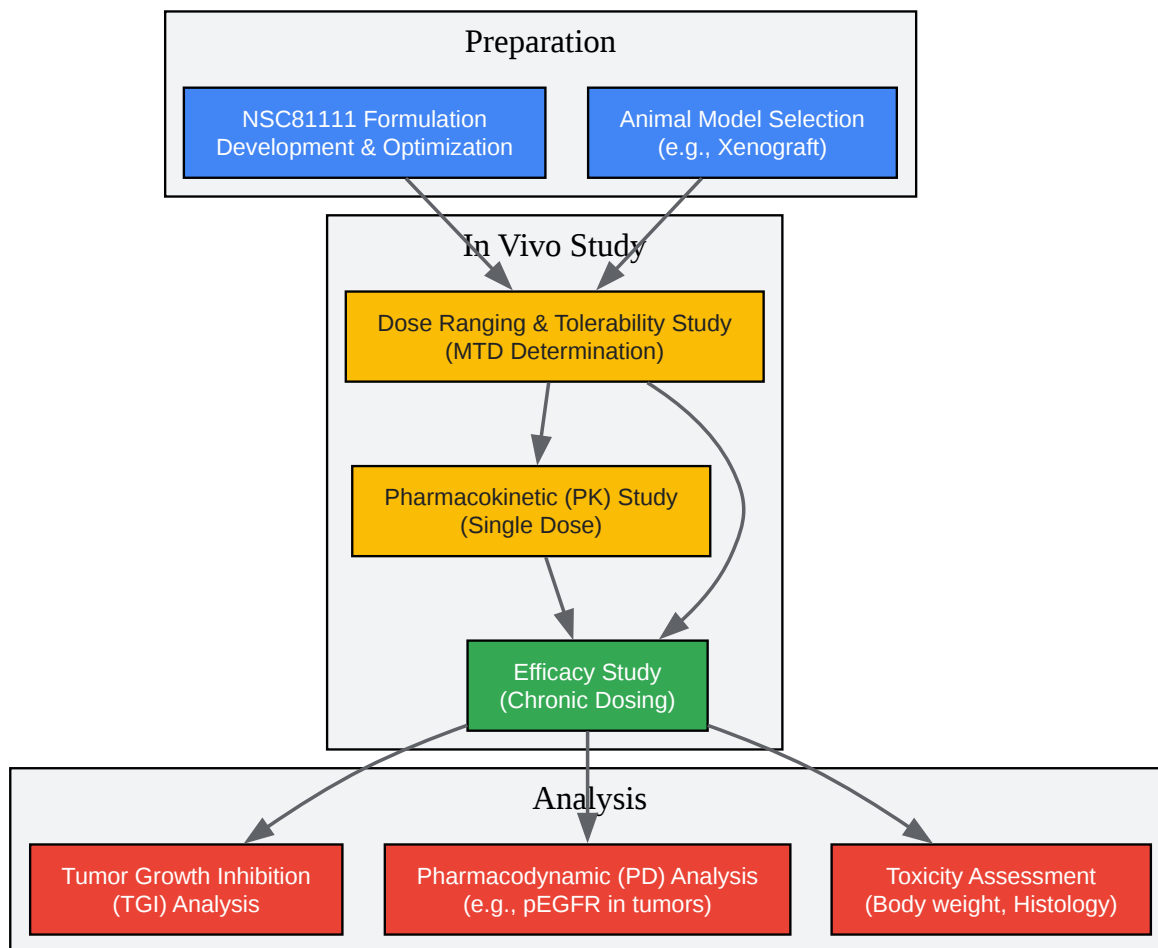 Preparation
NSC81111 Formulation
Development & Optimization
Animal Model Selection
(e.g., Xenograft)
In Vivo Study
Dose Ranging & Tolerability Study
(MTD Determination)
Pharmacokinetic (PK) Study
(Single Dose)
Efficacy Study
(Chronic Dosing)
Analysis
Tumor Growth Inhibition
(TGI) Analysis
Pharmacodynamic (PD) Analysis
(e.g., pEGFR in tumors)
Toxicity Assessment
(Body weight, Histology)